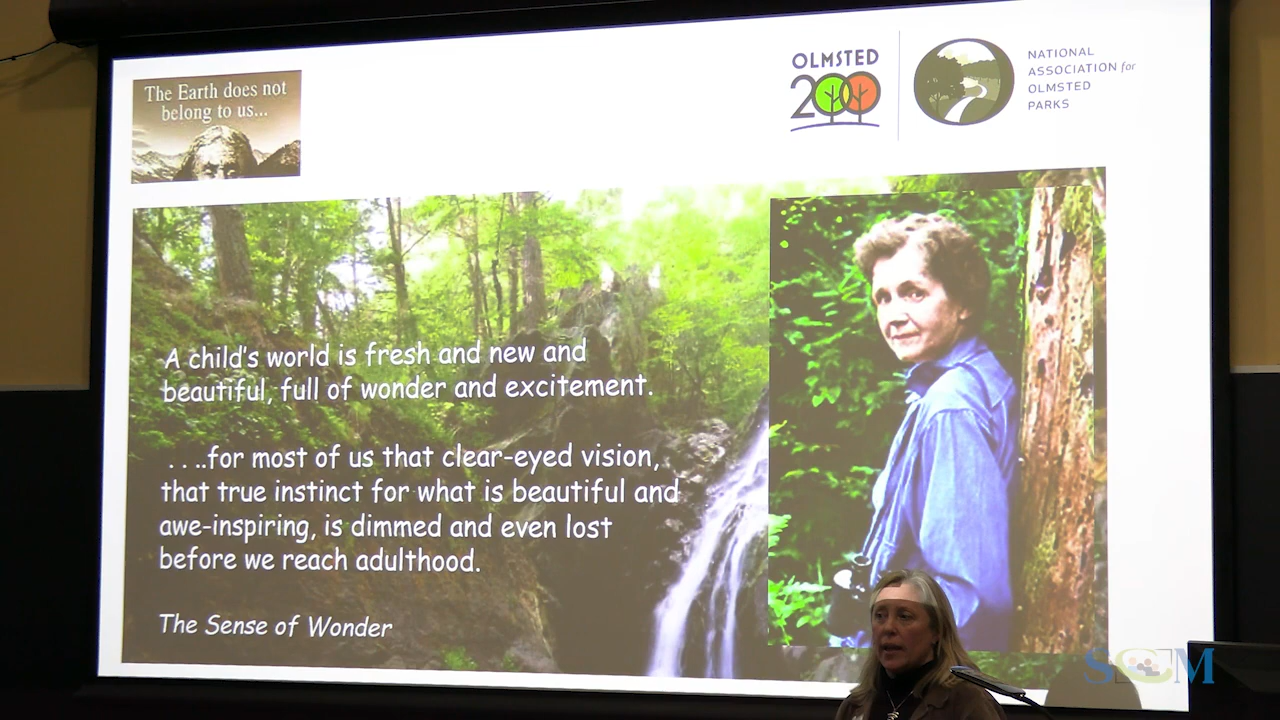 The Earth does not
belong to us...
OLMSTED
200
NATIONAL
ASSOCIATION for
OLMSTED
PARKS
A child's world is fresh and new and
beautiful, full of wonder and excitement.
. . ..for most of us that clear-eyed vision,
that true instinct for what is beautiful and
awe-inspiring, is dimmed and even lost
before we reach adulthood.
The Sense of Wonder
SCM